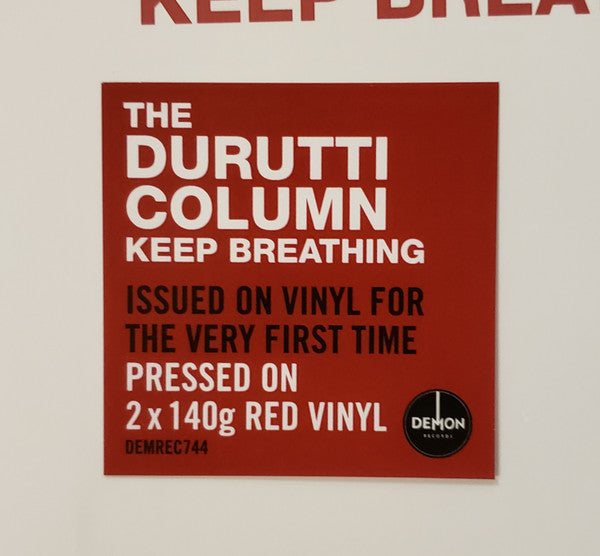 KEEP BREA
THE
DURUTTI
COLUMN
KEEP BREATHING
ISSUED ON VINYL FOR
THE VERY FIRST TIME
PRESSED ON
2 x 140g RED VINYL
DEMON
RECORDS
DEMREC744